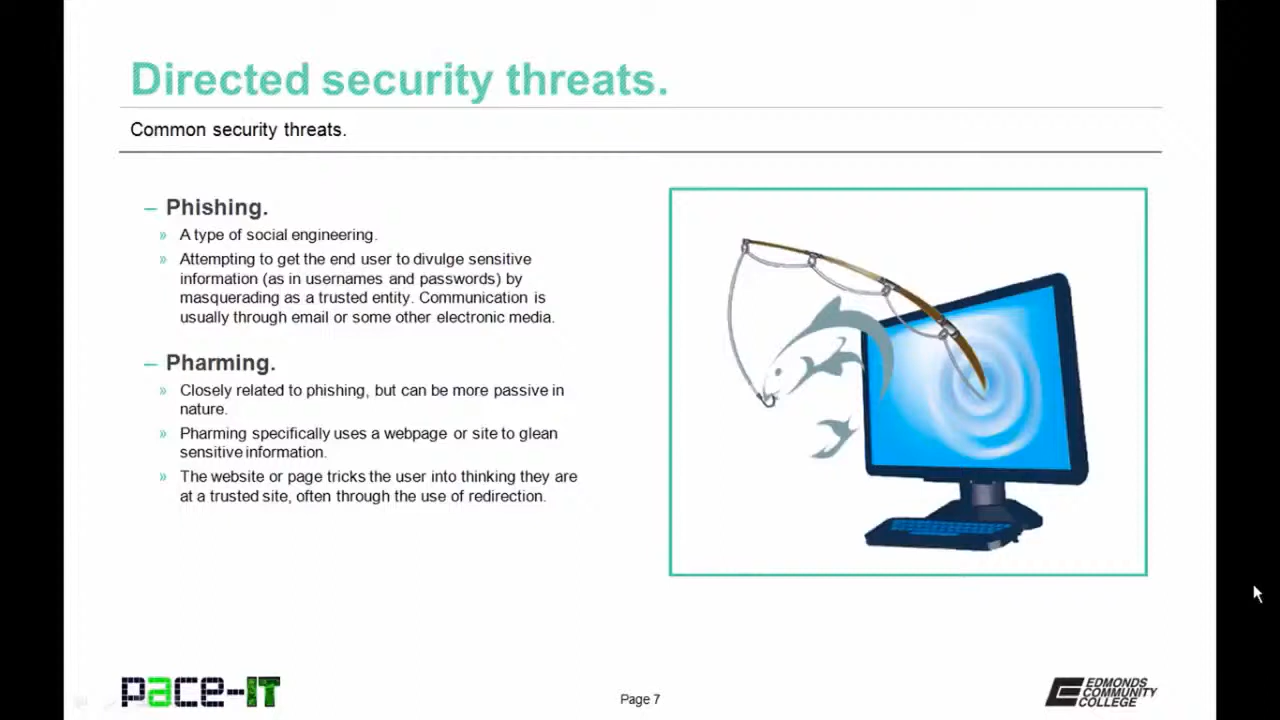 Directed security threats.
Common security threats.
– Phishing.
» A type of social engineering.
» Attempting to get the end user to divulge sensitive
information (as in usernames and passwords) by
masquerading as a trusted entity. Communication is
usually through email or some other electronic media.
– Pharming.
» Closely related to phishing, but can be more passive in
nature.
» Pharming specifically uses a webpage or site to glean
sensitive information.
» The website or page tricks the user into thinking they are
at a trusted site, often through the use of redirection.
pace-IT
Page 7
EDMONDS
COMMUNITY
COLLEGE